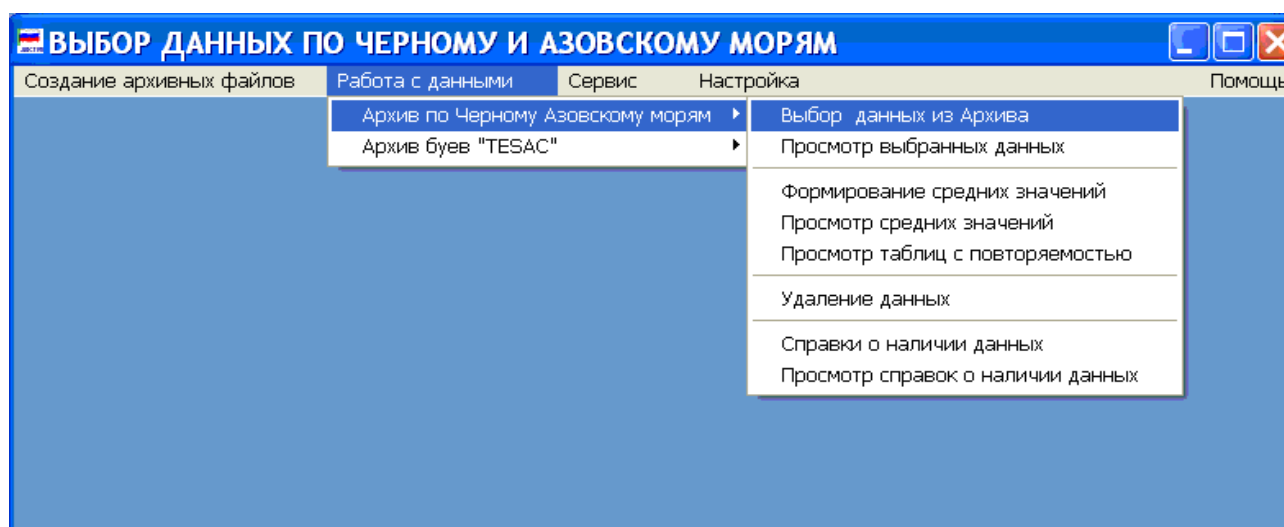 ВЫБОР ДАННЫХ ПО ЧЕРНОМУ И АЗОВСКОМУ МОРЯМ
Создание архивных файлов Работа с данными Сервис Настройка Помощь
Архив по Черному Азовскому морям
Архив буев "TESAC"
Выбор данных из Архива
Просмотр выбранных данных
Формирование средних значений
Просмотр средних значений
Просмотр таблиц с повторяемостью
Удаление данных
Справки о наличии данных
Просмотр справок о наличии данных